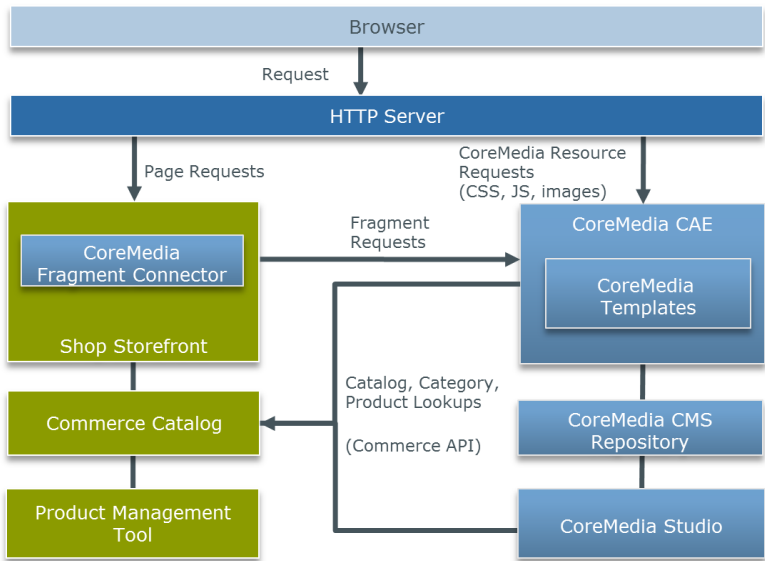 Browser
Request
HTTP Server
Page Requests
CoreMedia Resource
Requests
(CSS, JS, images)
CoreMedia
Fragment Connector
Shop Storefront
Fragment
Requests
CoreMedia CAE
CoreMedia
Templates
Catalog, Category,
Product Lookups
(Commerce API)
Commerce Catalog
CoreMedia CMS
Repository
Product Management
Tool
CoreMedia Studio